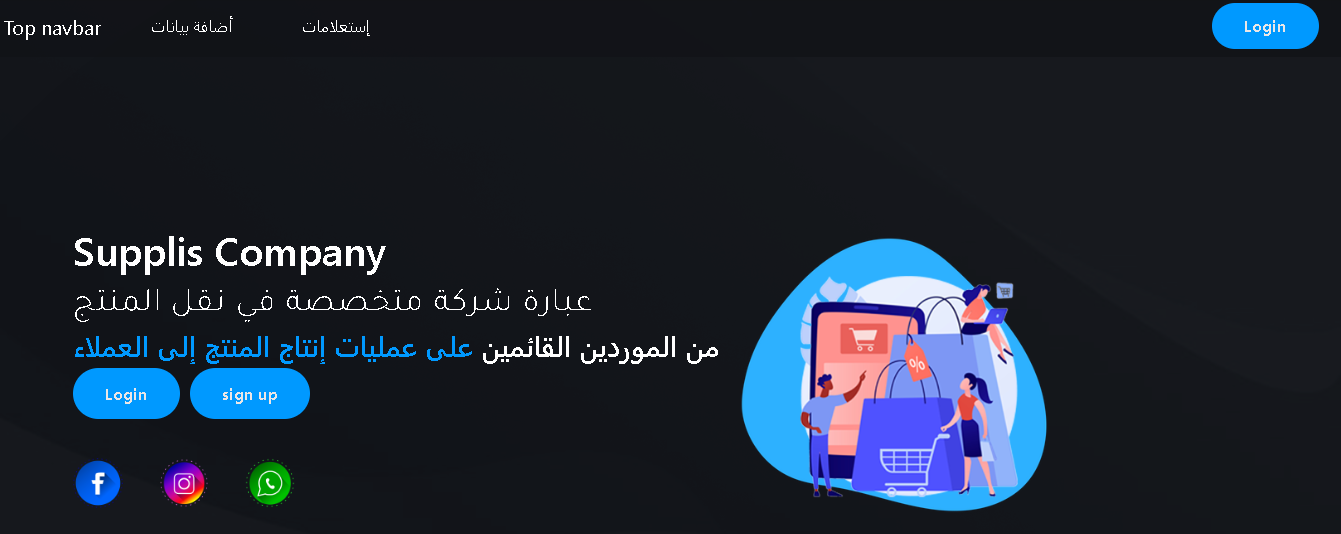 Top navbar
أضافة بيانات
إستعلامات
Login
Supplis Company
عبارة شركة متخصصة في نقل المنتج
من الموردين القائمين على عمليات إنتاج المنتج إلى العملاء
Login
sign up
%